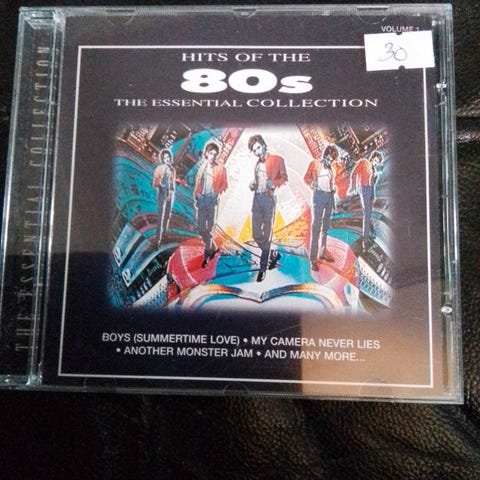 VOLUME 1
30
HITS OF THE
80s
THE ESSENTIAL COLLECTION
BOYS (SUMMERTIME LOVE) • MY CAMERA NEVER LIES
• ANOTHER MONSTER JAM • AND MANY MORE...
THE ESSENTIAL COLLECTION